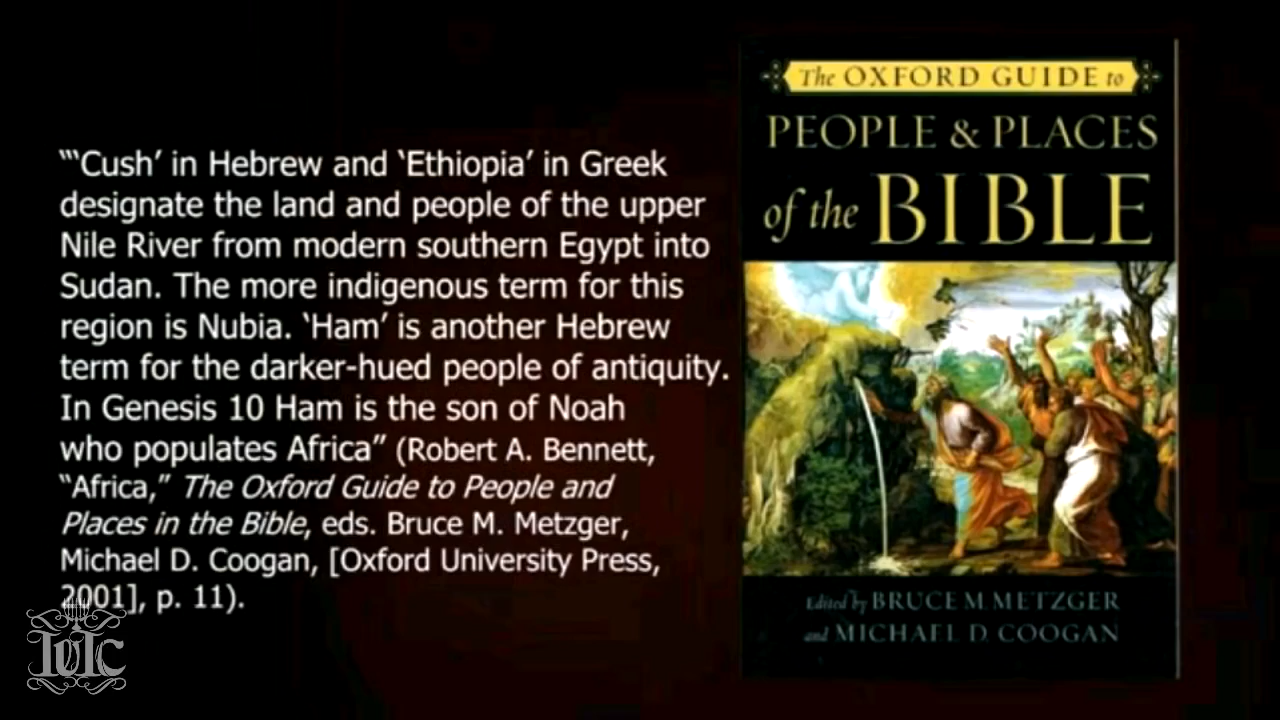 “‘Cush’ in Hebrew and ‘Ethiopia’ in Greek
designate the land and people of the upper
Nile River from modern southern Egypt into
Sudan. The more indigenous term for this
region is Nubia. ‘Ham’ is another Hebrew
term for the darker-hued people of antiquity.
In Genesis 10 Ham is the son of Noah
who populates Africa” (Robert A. Bennett,
“Africa,” The Oxford Guide to People and
Places in the Bible, eds. Bruce M. Metzger,
Michael D. Coogan, [Oxford University Press,
2001], p. 11).
IUIC
The OXFORD GUIDE to
PEOPLE & PLACES
of the BIBLE
Edited by BRUCE M. METZGER
and MICHAEL D. COOGAN